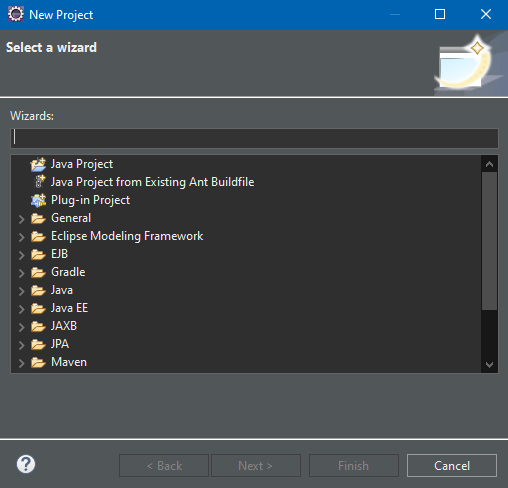 New Project
Select a wizard
Wizards:
Java Project
Java Project from Existing Ant Buildfile
Plug-in Project
General
Eclipse Modeling Framework
EJB
Gradle
Java
Java EE
JAXB
JPA
Maven
? < Back Next > Finish Cancel